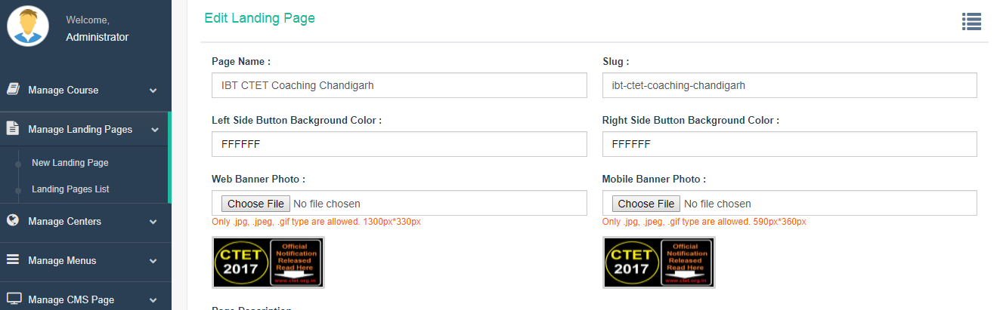 Welcome,
Administrator
Manage Course
Manage Landing Pages
New Landing Page
Landing Pages List
Manage Centers
Manage Menus
Manage CMS Page
Edit Landing Page
Page Name :
Slug :
IBT CTET Coaching Chandigarh
ibt-ctet-coaching-chandigarh
Left Side Button Background Color :
Right Side Button Background Color :
FFFFFF
FFFFFF
Web Banner Photo :
Mobile Banner Photo :
Choose File No file chosen
Choose File No file chosen
Only .jpg, .jpeg, .gif type are allowed. 1300px*330px
Only .jpg, .jpeg, .gif type are allowed. 590px*360px
CTET
2017
Official
Notification
Released
Read Here
www.ctet.org.in
CTET
2017
Official
Notification
Released
Read Here
www.ctet.org.in
Page Description